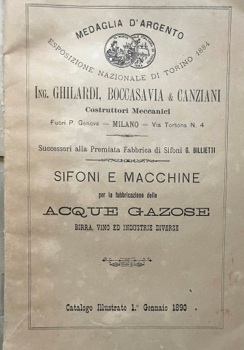 MEDAGLIA D'ARGENTO
ESPOSIZIONE NAZIONALE DI TORINO 1884
ING. GHILARDI, BOCCASAVIA & CANZIANI
Costruttori Meccanici
Fuori P. Genova — MILANO — Via Tortona N. 4
Successori alla Premiata Fabbrica di Sifoni G. BILLIETTI
SIFONI E MACCHINE
per la fabbricazione delle
ACQUE GAZOSE
BIRRA, VINO ED INDUSTRIE DIVERSE
Catalogo Illustrato 1.° Gennaio 1890